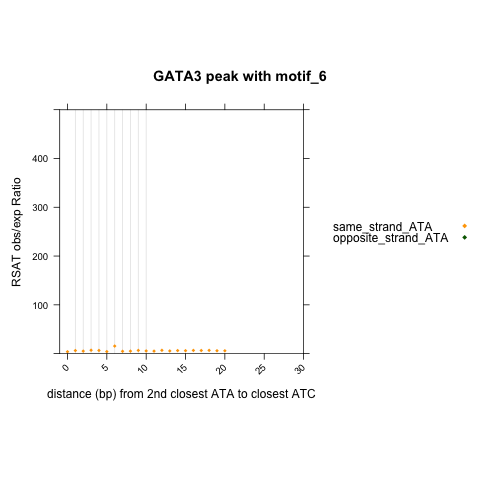 GATA3 peak with motif_6
RSAT obs/exp Ratio
400
300
200
100
0
5
10
15
20
25
30
distance (bp) from 2nd closest ATA to closest ATC
same_strand_ATA
opposite_strand_ATA